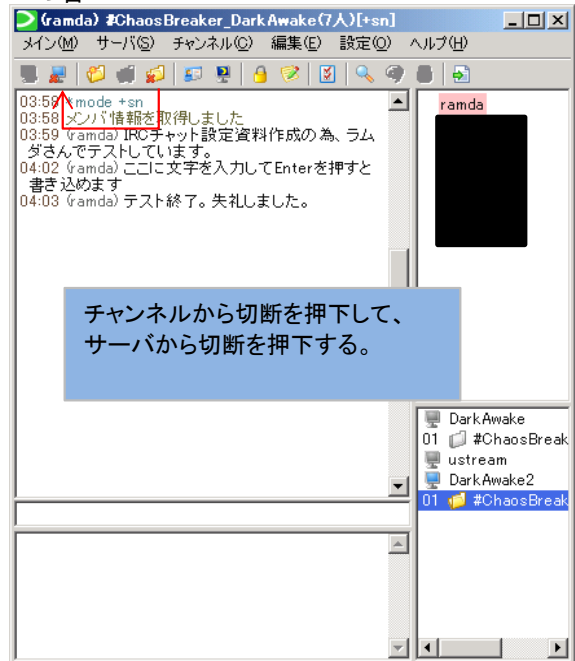 (ramda) #ChaosBreaker_DarkAwake(7人)[+sn]
メイン(M) サーバ(S) チャンネル(C) 編集(E) 設定(O) ヘルプ(H)
03:58 *mode +sn
03:58 メンバ情報を取得しました
03:59 (ramda) IRCチャット設定資料作成の為、ラム
ダさんでテストしています。
04:02 (ramda) ここに文字を入力してEnterを押すと
書き込めます
04:03 (ramda) テスト終了。失礼しました。
ramda
チャンネルから切断を押下して、
サーバから切断を押下する。
DarkAwake
01 #ChaosBreak
ustream
DarkAwake2
01 #ChaosBreak